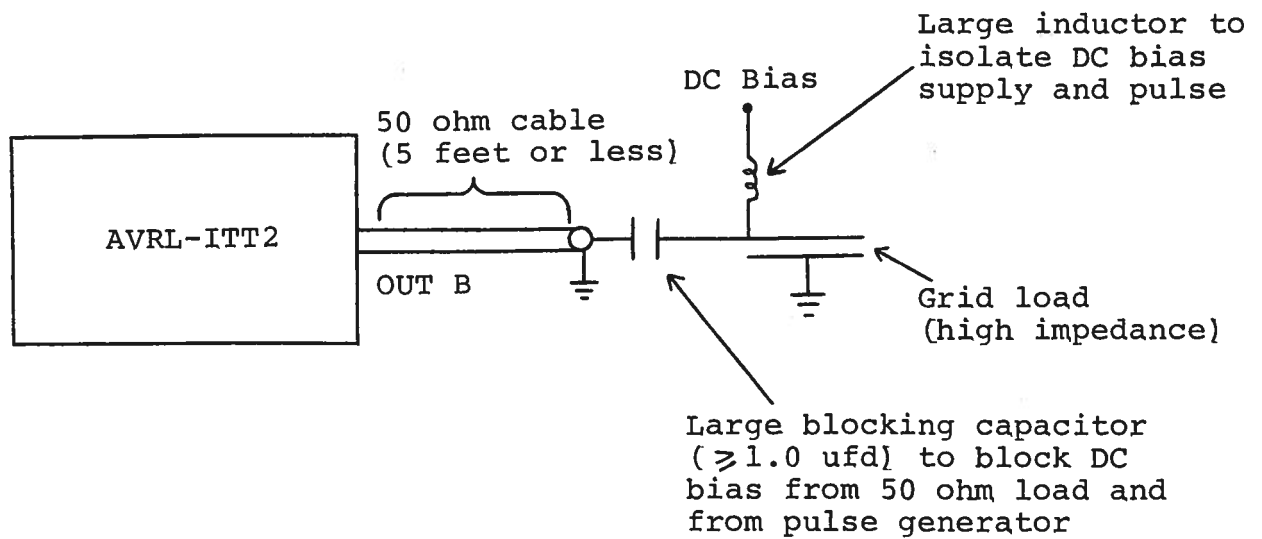 Large inductor to
isolate DC bias
supply and pulse
DC Bias
50 ohm cable
(5 feet or less)
AVRL-ITT2
OUT B
Grid load
(high impedance)
Large blocking capacitor
(⩾1.0 ufd) to block DC
bias from 50 ohm load and
from pulse generator